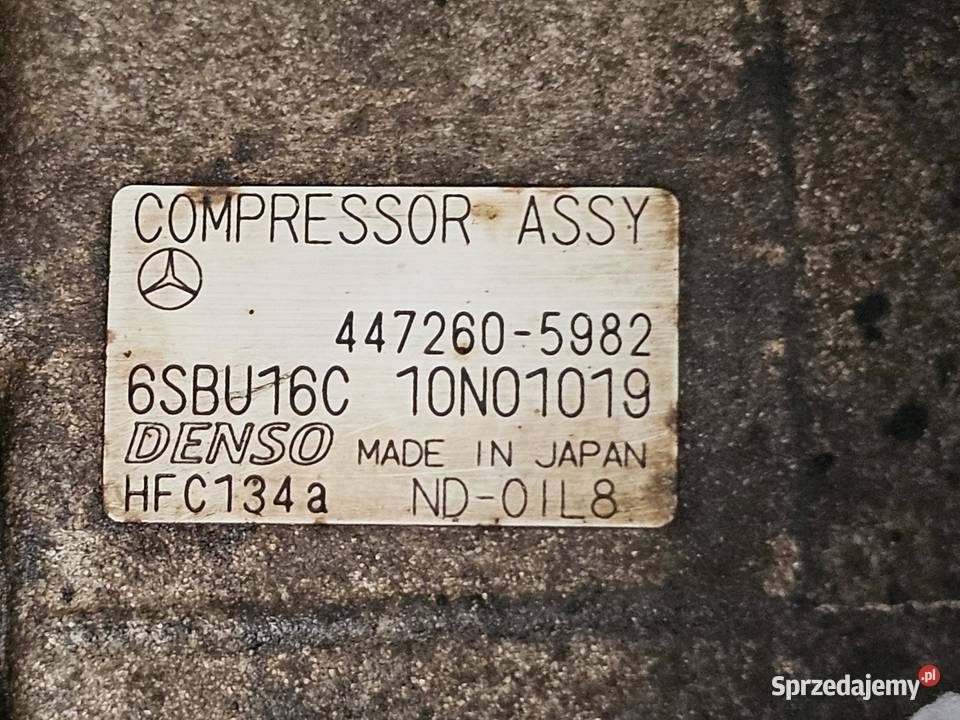 COMPRESSOR ASSY
447260-5982
6SBU16C 10N01019
DENSO MADE IN JAPAN
HFC134a ND-OIL8
Sprzedajemy.pl